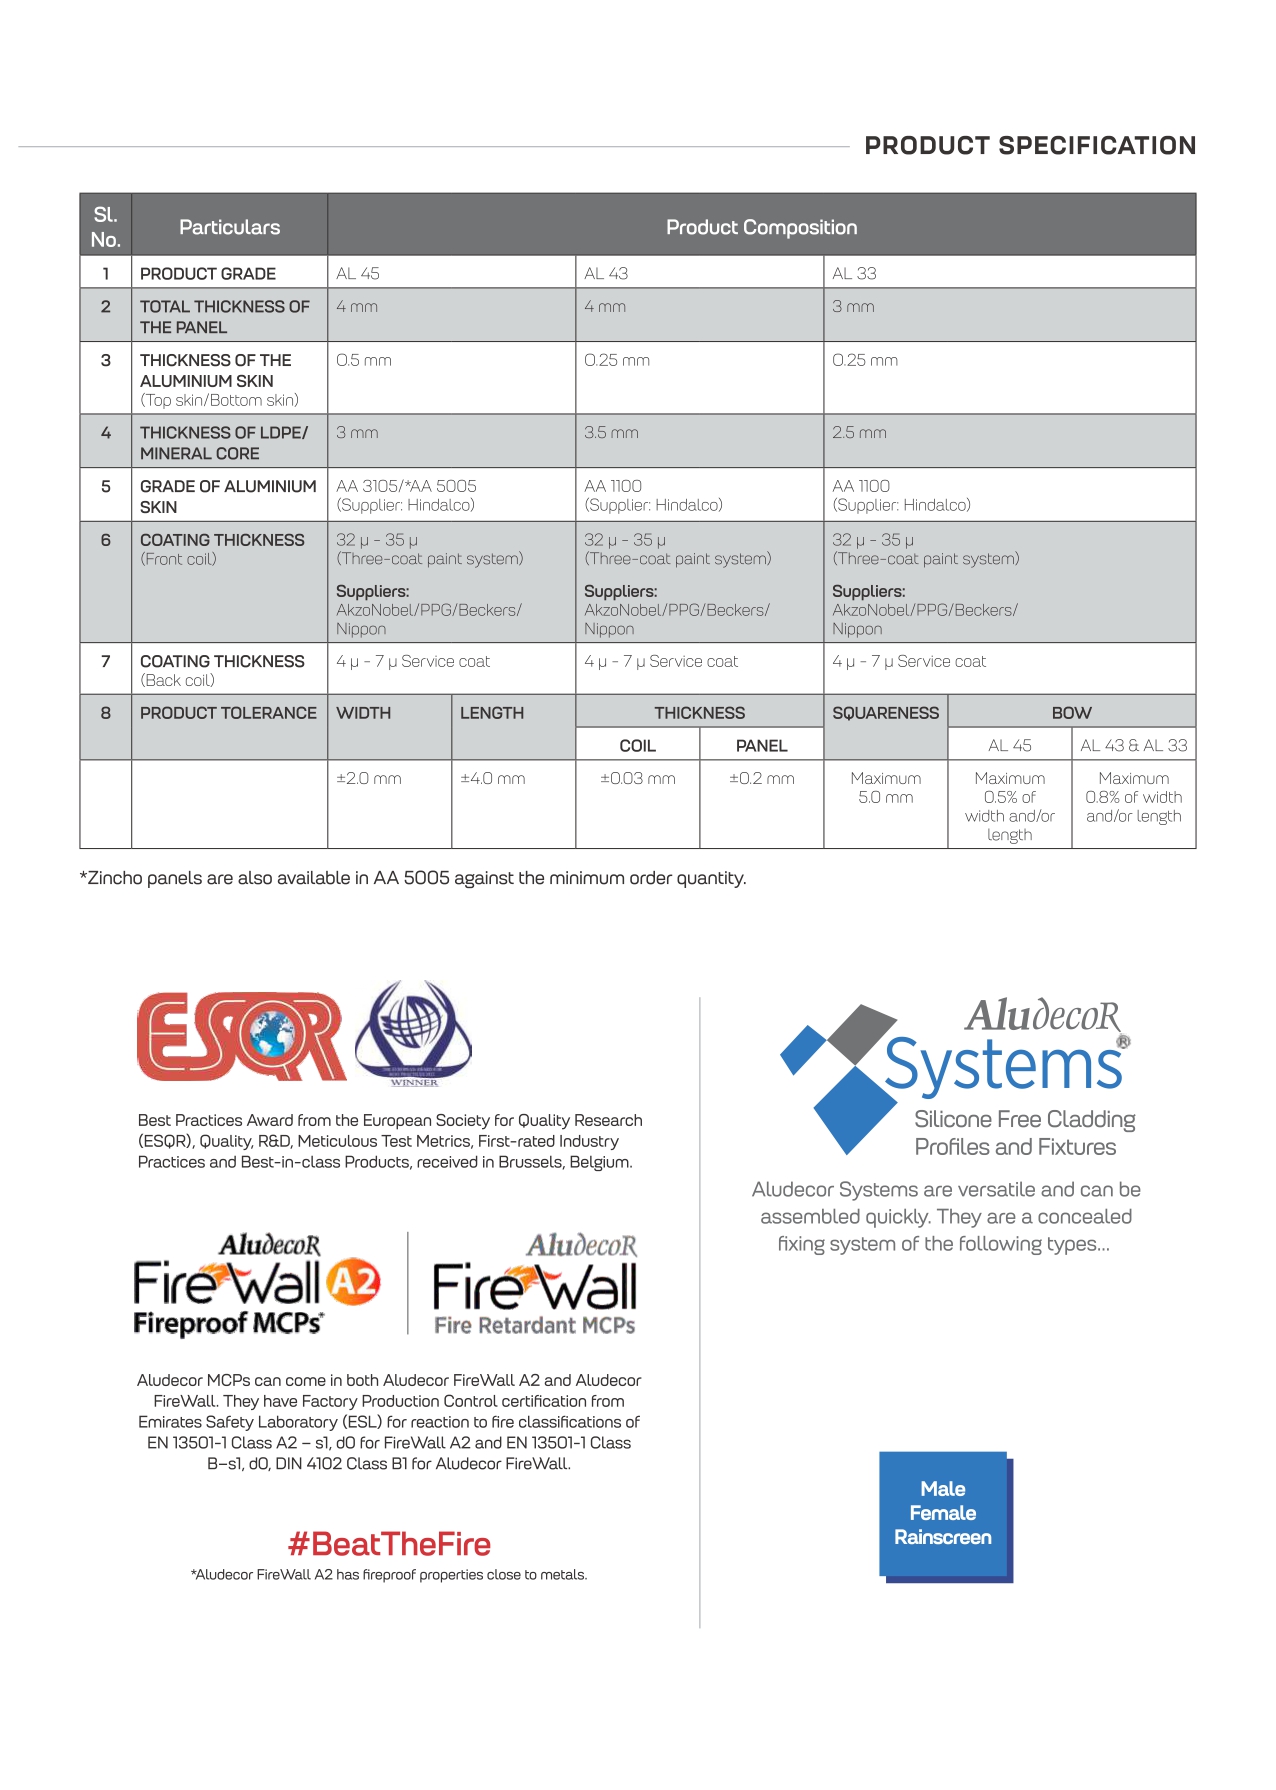 PRODUCT SPECIFICATION
Sl. No. Particulars Product Composition
1 PRODUCT GRADE AL 45 AL 43 AL 33
2 TOTAL THICKNESS OF THE PANEL 4 mm 4 mm 3 mm
3 THICKNESS OF THE ALUMINIUM SKIN (Top skin/Bottom skin) 0.5 mm 0.25 mm 0.25 mm
4 THICKNESS OF LDPE/ MINERAL CORE 3 mm 3.5 mm 2.5 mm
5 GRADE OF ALUMINIUM SKIN AA 3105/*AA 5005 (Supplier: Hindalco) AA 1100 (Supplier: Hindalco) AA 1100 (Supplier: Hindalco)
6 COATING THICKNESS 32 µ - 35 µ 32 µ - 35 µ 32 µ - 35 µ
(Front coil) (Three-coat paint system) (Three-coat paint system) (Three-coat paint system)
Suppliers: Suppliers: Suppliers:
AkzoNobel/PPG/Beckers/ AkzoNobel/PPG/Beckers/ AkzoNobel/PPG/Beckers/
Nippon Nippon Nippon
7 COATING THICKNESS 4 µ - 7 µ Service coat 4 µ - 7 µ Service coat 4 µ - 7 µ Service coat
(Back coil)
8 PRODUCT TOLERANCE WIDTH LENGTH THICKNESS SQUARENESS BOW
COIL PANEL AL 45 AL 43 & AL 33
±2.0 mm ±4.0 mm ±0.03 mm ±0.2 mm Maximum 5.0 mm Maximum 0.5% of width and/or length Maximum 0.8% of width and/or length
*Zincho panels are also available in AA 5005 against the minimum order quantity.
ESQR
WINNER
Best Practices Award from the European Society for Quality Research
(ESQR), Quality, R&D, Meticulous Test Metrics, First-rated Industry
Practices and Best-in-class Products, received in Brussels, Belgium.
AludecoR
FireWall A2
Fireproof MCPs*
AludecoR
FireWall
Fire Retardant MCPs
Aludecor MCPs can come in both Aludecor FireWall A2 and Aludecor
FireWall. They have Factory Production Control certification from
Emirates Safety Laboratory (ESL) for reaction to fire classifications of
EN 13501-1 Class A2 – s1, d0 for FireWall A2 and EN 13501-1 Class
B–s1, d0, DIN 4102 Class B1 for Aludecor FireWall.
#BeatTheFire
*Aludecor FireWall A2 has fireproof properties close to metals.
AludecoR
Systems®
Silicone Free Cladding
Profiles and Fixtures
Aludecor Systems are versatile and can be
assembled quickly. They are a concealed
fixing system of the following types...
Male
Female
Rainscreen